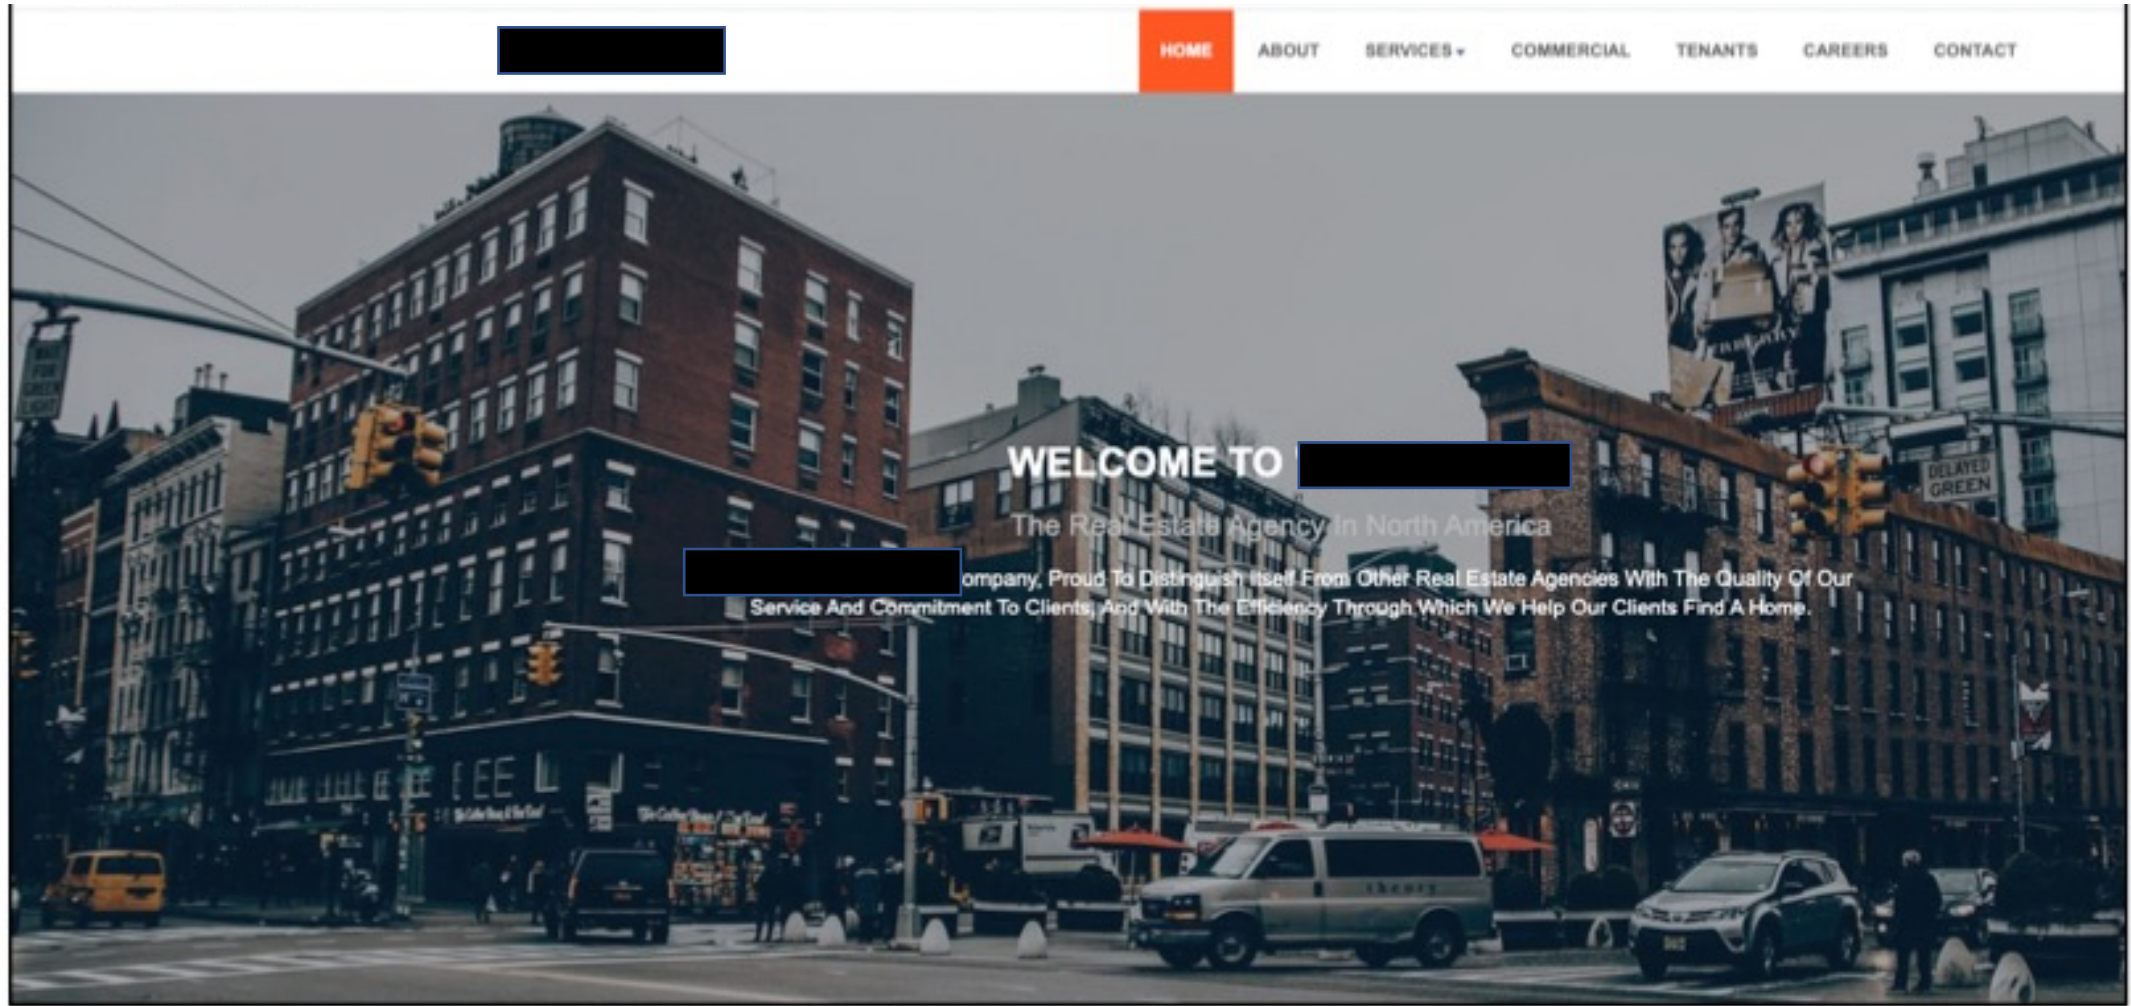 HOME ABOUT SERVICES COMMERCIAL TENANTS CAREERS CONTACT
WELCOME TO
The Real Estate Agency In North America
ompany, Proud To Distinguish Itself From Other Real Estate Agencies With The Quality Of Our
Service And Commitment To Clients, And With The Efficiency Through Which We Help Our Clients Find A Home.
DELAYED
GREEN
theory